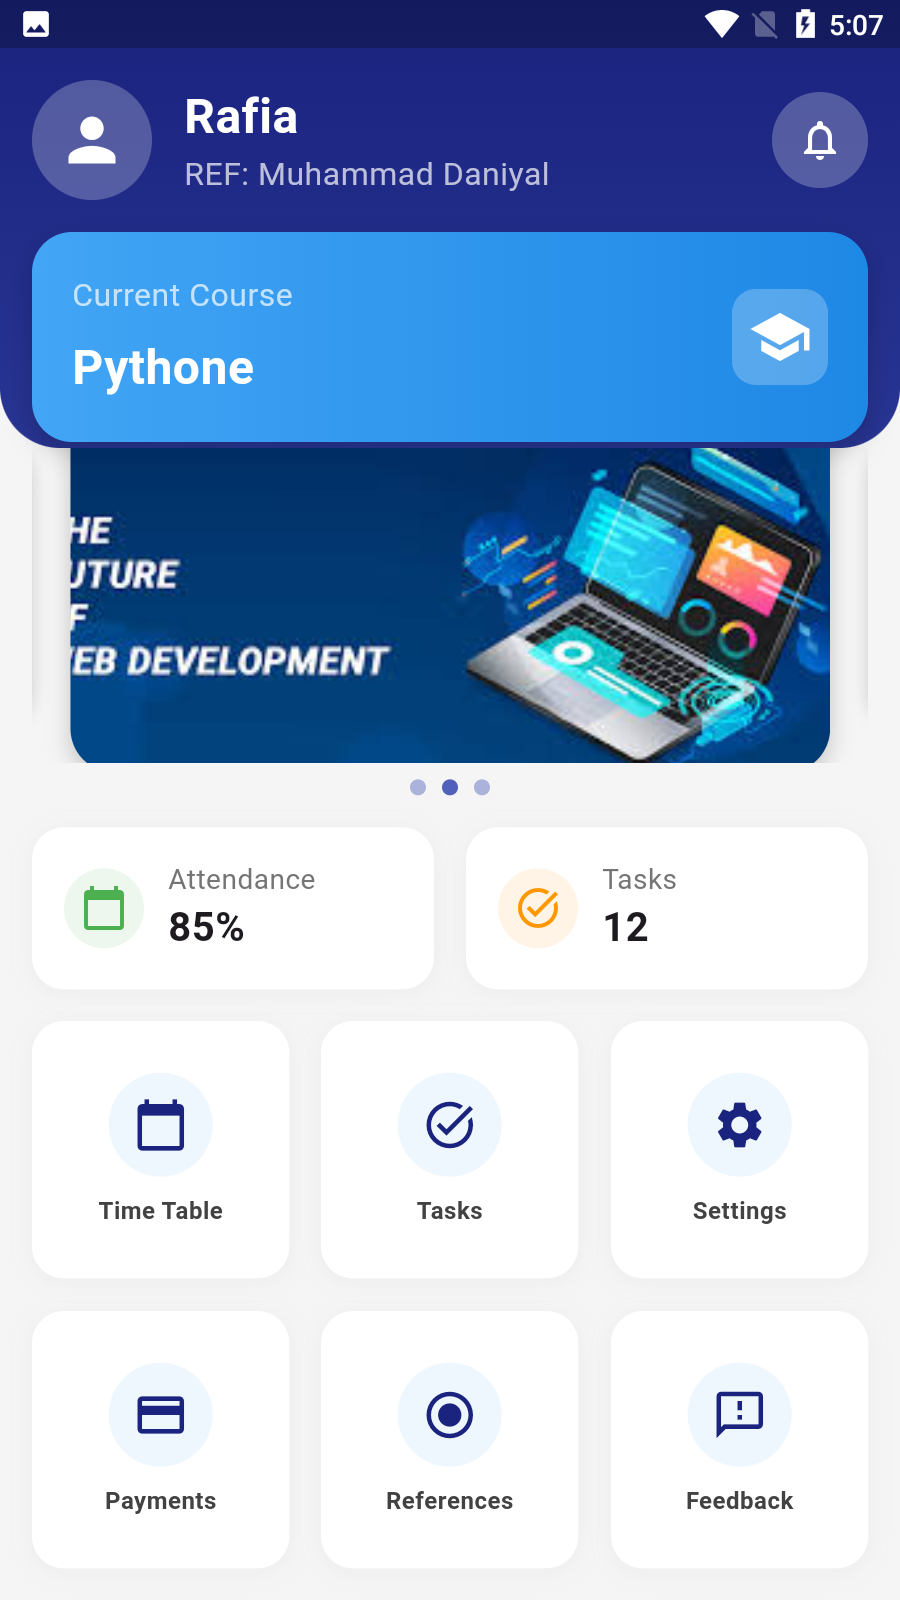 5:07
Rafia
REF: Muhammad Daniyal
Current Course
Pythone
HE
UTURE
F
EB DEVELOPMENT
Attendance
85%
Tasks
12
Time Table
Tasks
Settings
Payments
References
Feedback